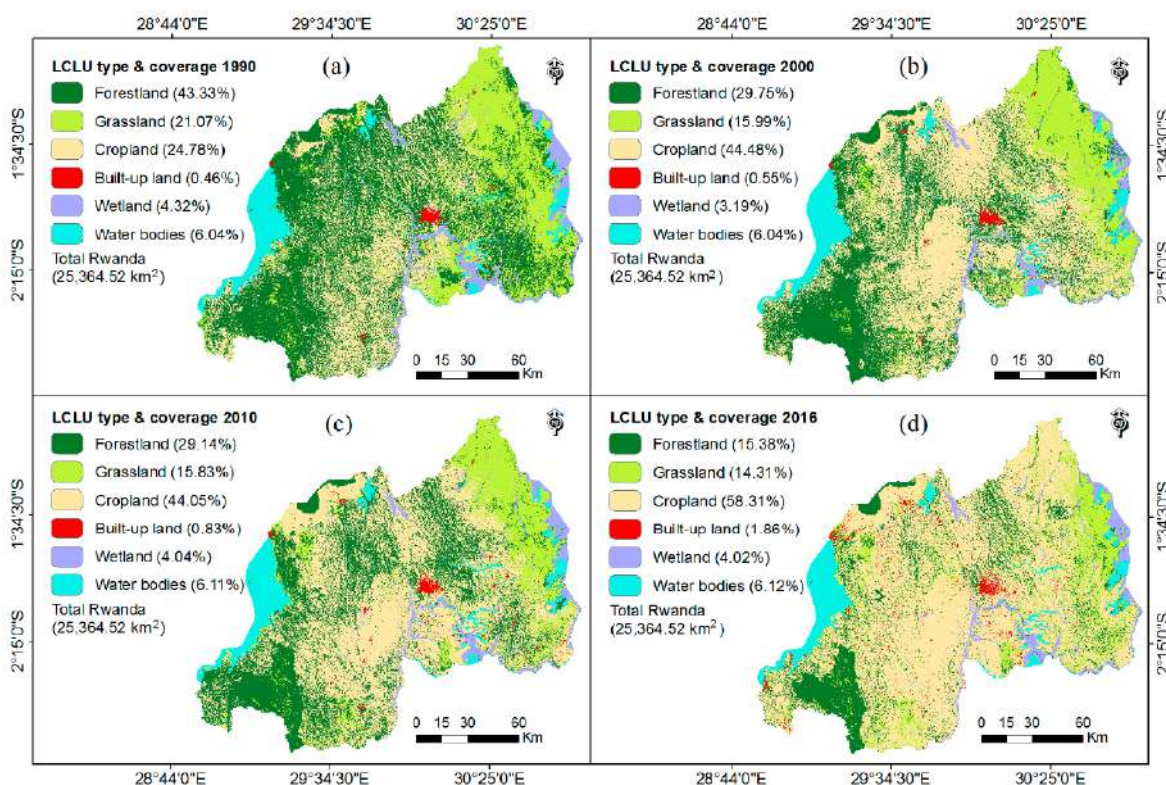 28°44'0"E 29°34'30"E 30°25'0"E 28°44'0"E 29°34'30"E 30°25'0"E
LCLU type & coverage 1990
(a)
Forestland (43.33%)
Grassland (21.07%)
Cropland (24.78%)
Built-up land (0.46%)
Wetland (4.32%)
Water bodies (6.04%)
Total Rwanda
(25,364.52 km²)
0 15 30 60
Km
1°34'30"S
2°15'0"S
LCLU type & coverage 2000
(b)
Forestland (29.75%)
Grassland (15.99%)
Cropland (44.48%)
Built-up land (0.55%)
Wetland (3.19%)
Water bodies (6.04%)
Total Rwanda
(25,364.52 km²)
0 15 30 60
Km
1°34'30"S
2°15'0"S
LCLU type & coverage 2010
(c)
Forestland (29.14%)
Grassland (15.83%)
Cropland (44.05%)
Built-up land (0.83%)
Wetland (4.04%)
Water bodies (6.11%)
Total Rwanda
(25,364.52 km²)
0 15 30 60
Km
1°34'30"S
2°15'0"S
LCLU type & coverage 2016
(d)
Forestland (15.38%)
Grassland (14.31%)
Cropland (58.31%)
Built-up land (1.86%)
Wetland (4.02%)
Water bodies (6.12%)
Total Rwanda
(25,364.52 km²)
0 15 30 60
Km
1°34'30"S
2°15'0"S
28°44'0"E 29°34'30"E 30°25'0"E 28°44'0"E 29°34'30"E 30°25'0"E